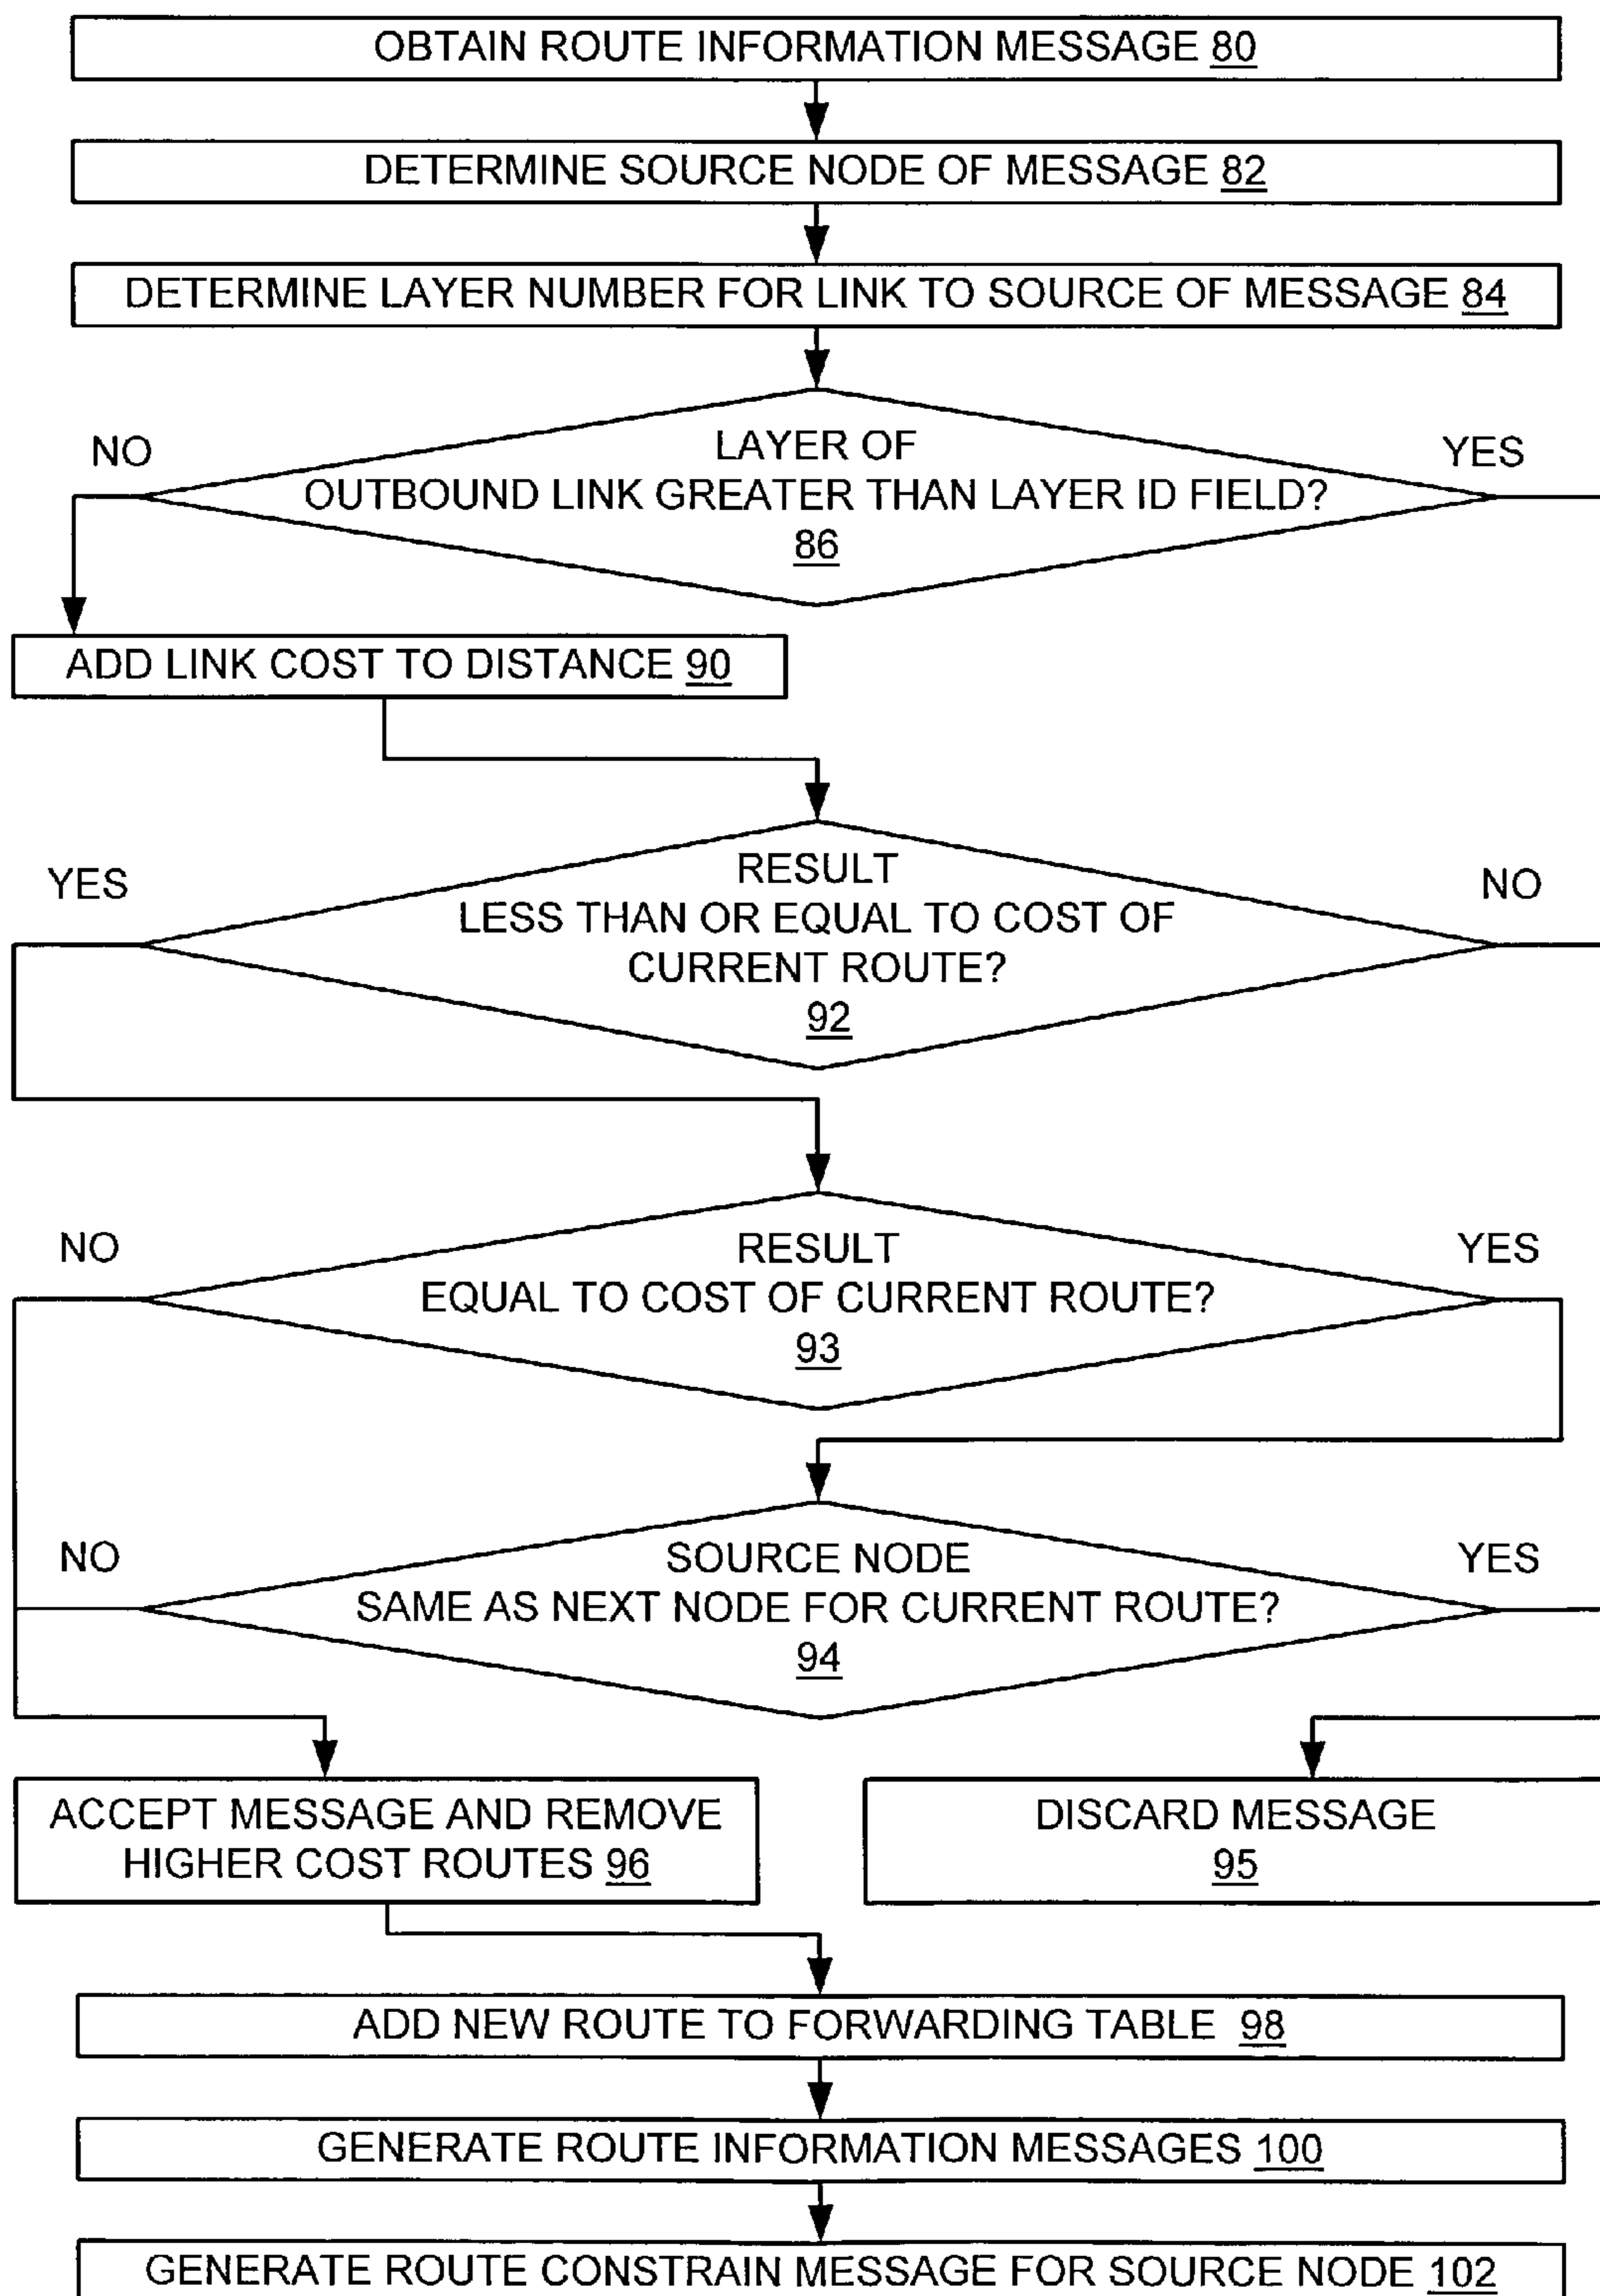 OBTAIN ROUTE INFORMATION MESSAGE 80
DETERMINE SOURCE NODE OF MESSAGE 82
DETERMINE LAYER NUMBER FOR LINK TO SOURCE OF MESSAGE 84
NO
LAYER OF
OUTBOUND LINK GREATER THAN LAYER ID FIELD?
86
YES
ADD LINK COST TO DISTANCE 90
YES
RESULT
LESS THAN OR EQUAL TO COST OF
CURRENT ROUTE?
92
NO
NO
RESULT
EQUAL TO COST OF CURRENT ROUTE?
93
YES
NO
SOURCE NODE
SAME AS NEXT NODE FOR CURRENT ROUTE?
94
YES
ACCEPT MESSAGE AND REMOVE
HIGHER COST ROUTES 96
DISCARD MESSAGE
95
ADD NEW ROUTE TO FORWARDING TABLE 98
GENERATE ROUTE INFORMATION MESSAGES 100
GENERATE ROUTE CONSTRAIN MESSAGE FOR SOURCE NODE 102